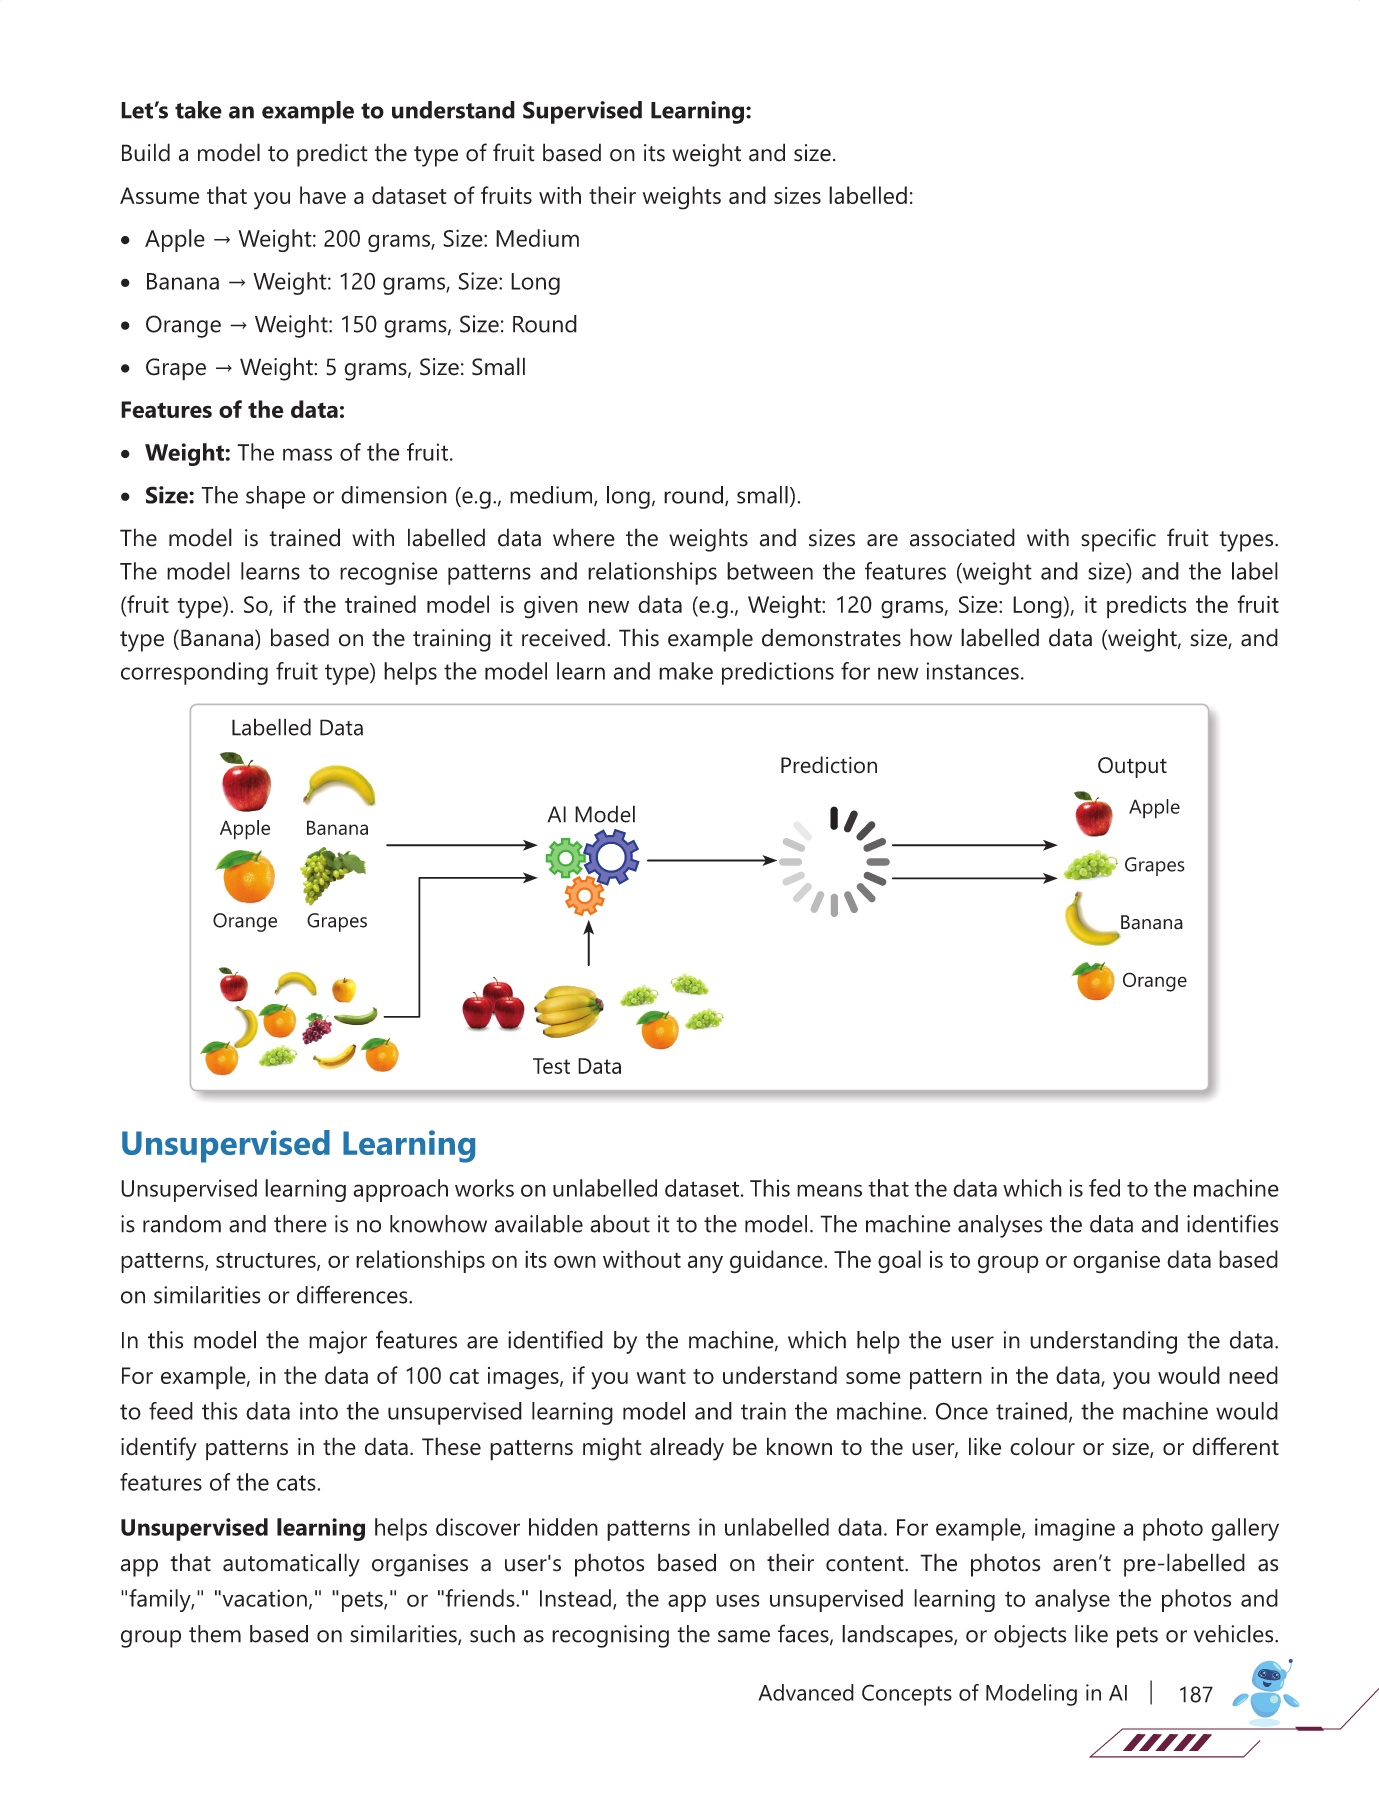 Let's take an example to understand Supervised Learning:
Build a model to predict the type of fruit based on its weight and size.
Assume that you have a dataset of fruits with their weights and sizes labelled:
• Apple → Weight: 200 grams, Size: Medium
• Banana → Weight: 120 grams, Size: Long
• Orange → Weight: 150 grams, Size: Round
• Grape → Weight: 5 grams, Size: Small
Features of the data:
• Weight: The mass of the fruit.
• Size: The shape or dimension (e.g., medium, long, round, small).
The model is trained with labelled data where the weights and sizes are associated with specific fruit types.
The model learns to recognise patterns and relationships between the features (weight and size) and the label
(fruit type). So, if the trained model is given new data (e.g., Weight: 120 grams, Size: Long), it predicts the fruit
type (Banana) based on the training it received. This example demonstrates how labelled data (weight, size, and
corresponding fruit type) helps the model learn and make predictions for new instances.
Labelled Data
Apple Banana
Orange Grapes
AI Model
Test Data
Prediction
Output
Apple
Grapes
Banana
Orange
Unsupervised Learning
Unsupervised learning approach works on unlabelled dataset. This means that the data which is fed to the machine
is random and there is no knowhow available about it to the model. The machine analyses the data and identifies
patterns, structures, or relationships on its own without any guidance. The goal is to group or organise data based
on similarities or differences.
In this model the major features are identified by the machine, which help the user in understanding the data.
For example, in the data of 100 cat images, if you want to understand some pattern in the data, you would need
to feed this data into the unsupervised learning model and train the machine. Once trained, the machine would
identify patterns in the data. These patterns might already be known to the user, like colour or size, or different
features of the cats.
Unsupervised learning helps discover hidden patterns in unlabelled data. For example, imagine a photo gallery
app that automatically organises a user's photos based on their content. The photos aren't pre-labelled as
"family," "vacation," "pets," or "friends." Instead, the app uses unsupervised learning to analyse the photos and
group them based on similarities, such as recognising the same faces, landscapes, or objects like pets or vehicles.
Advanced Concepts of Modeling in AI | 187